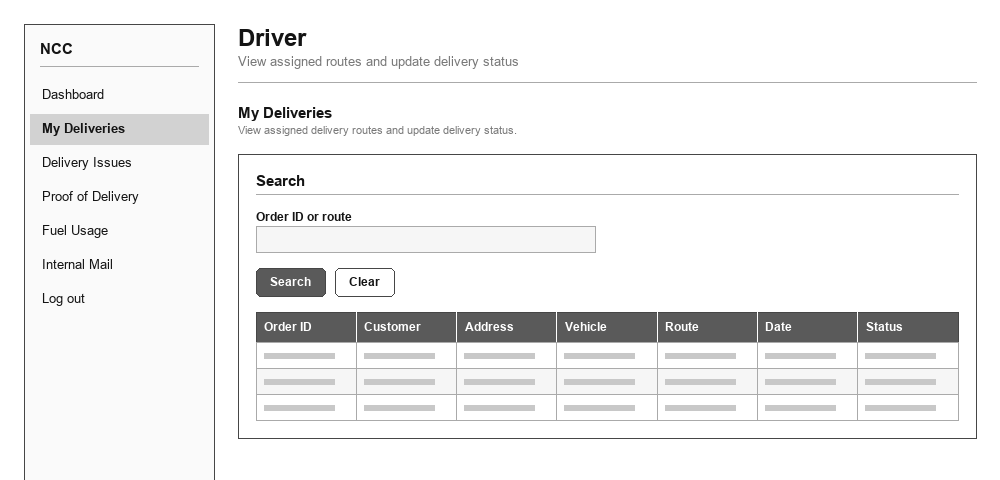 NCC
Dashboard
My Deliveries
Delivery Issues
Proof of Delivery
Fuel Usage
Internal Mail
Log out
Driver
View assigned routes and update delivery status
My Deliveries
View assigned delivery routes and update delivery status.
Search
Order ID or route
Search Clear
Order ID Customer Address Vehicle Route Date Status